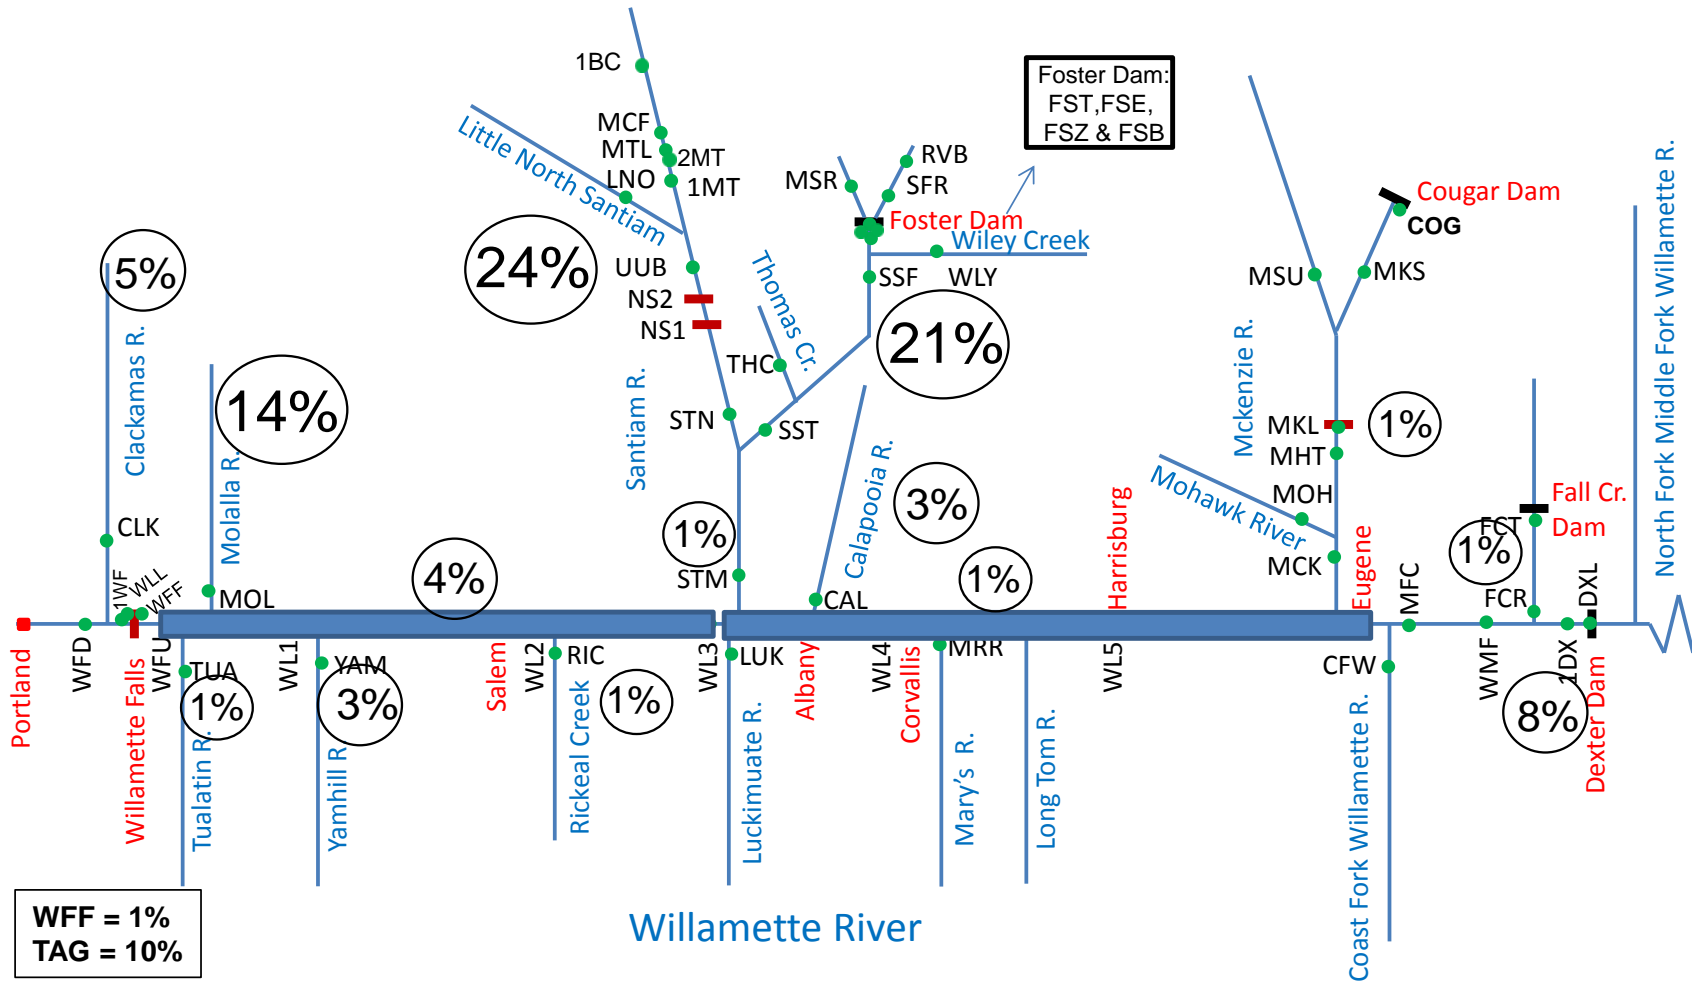 1BC
MCF
MTL
2MT
LNO
1MT
Little North Santiam
Foster Dam:
FST,FSE,
FSZ & FSB
MSR
RVB
SFR
Foster Dam
Wiley Creek
SSF
WLY
Cougar Dam
COG
MSU
MKS
North Fork Middle Fork Willamette R.
5%
24%
UUB
NS2
NS1
Thomas Cr.
21%
THC
Clackamas R.
14%
Santiam R.
STN
SST
Mckenzie R.
MKL
1%
MHT
Molalla R.
Calapooia R.
3%
Harrisburg
Mohawk River
MOH
Eugene
Fall Cr.
Dam
FCT
1%
CLK
1%
4%
STM
1%
MCK
1WF
WLL
WFF
MOL
CAL
MFC
FCR
DXL
Portland
WFD
Willamette Falls
WFU
TUA
1%
Tualatin R.
WL1
YAM
3%
Yamhill R.
Salem
WL2
RIC
1%
Rickeal Creek
WL3
LUK
Luckimuate R.
Albany
WL4
Corvallis
MRR
Mary's R.
Long Tom R.
WL5
CFW
Coast Fork Willamette R.
WMF
1DX
8%
Dexter Dam
WFF = 1%
TAG = 10%
Willamette River